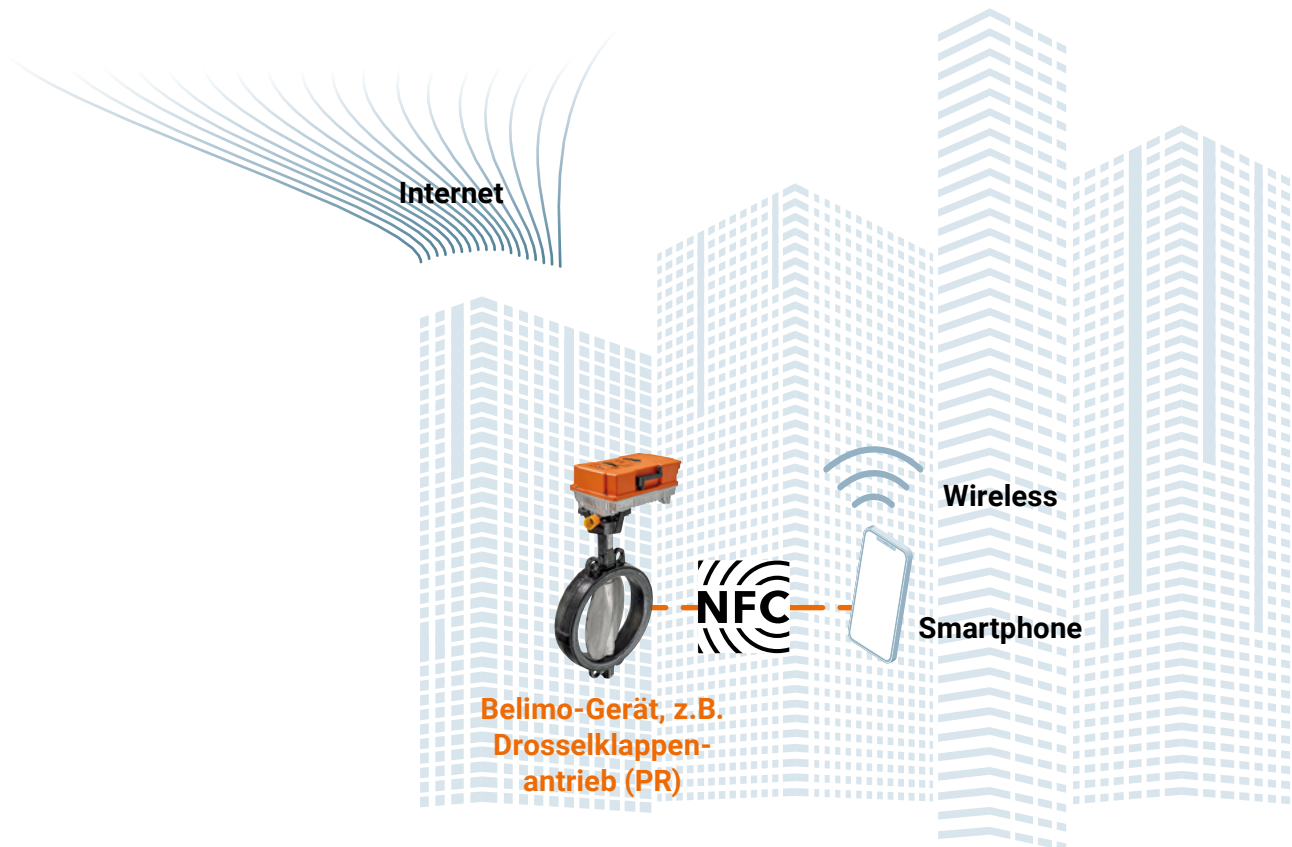 Internet
Wireless
NFC
Smartphone
Belimo-Gerät, z.B.
Drosselklappen-
antrieb (PR)